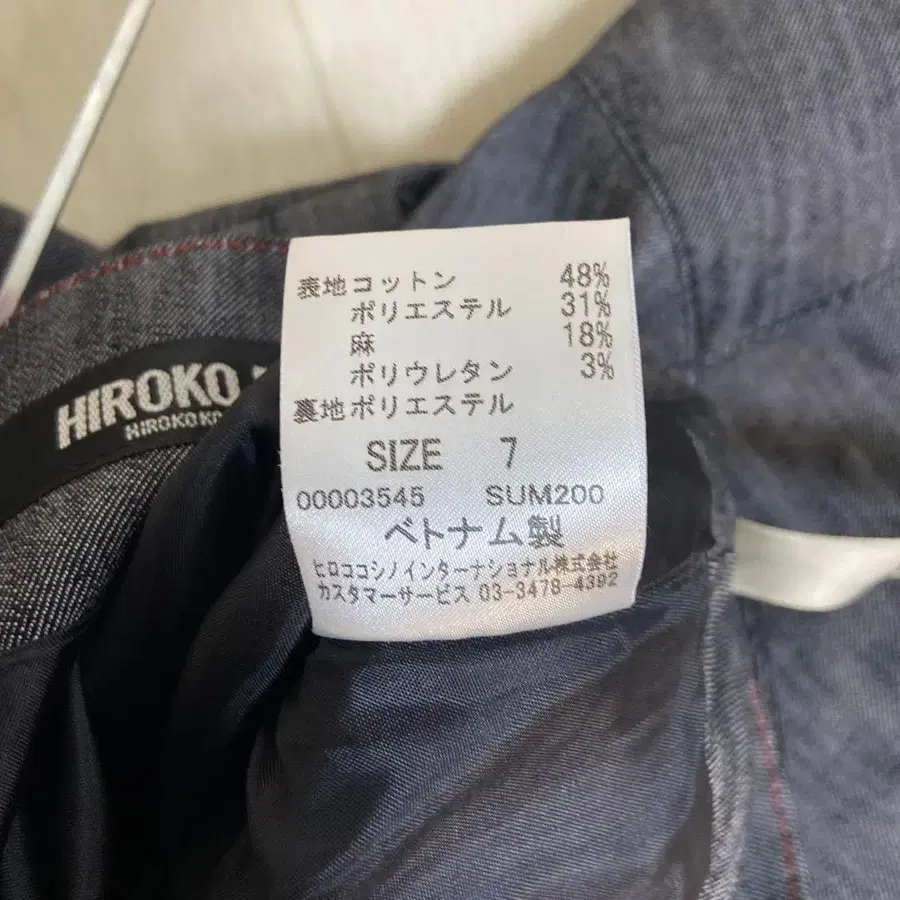 HIROKO
HIROKO KO
表地コットン 48%
ポリエステル 31%
麻 18%
ポリウレタン 3%
裏地ポリエステル
SIZE 7
00003545 SUM200
ベトナム製
ヒロココシノインターナショナル株式会社
カスタマーサービス 03-3478-4392